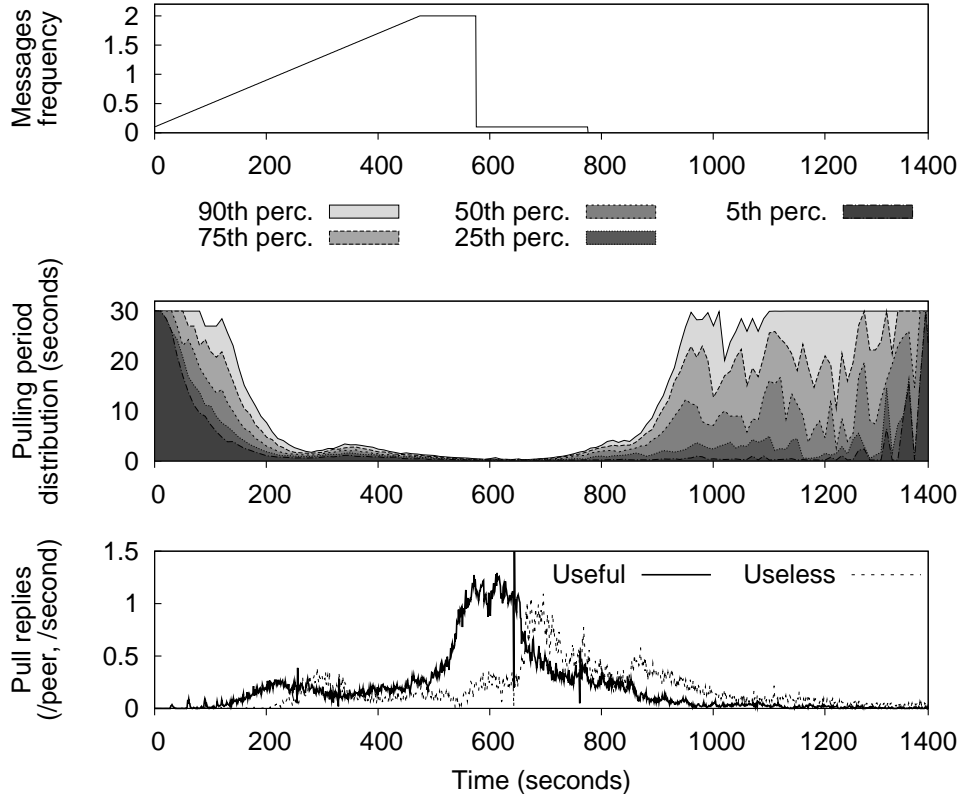 Messages
frequency
2
1.5
1
0.5
0
0 200 400 600 800 1000 1200 1400
90th perc. 50th perc. 5th perc.
75th perc. 25th perc.
Pulling period
distribution (seconds)
30
20
10
0
0 200 400 600 800 1000 1200 1400
Pull replies
(/peer, /second)
1.5
1
0.5
0
Useful Useless
0 200 400 600 800 1000 1200 1400
Time (seconds)